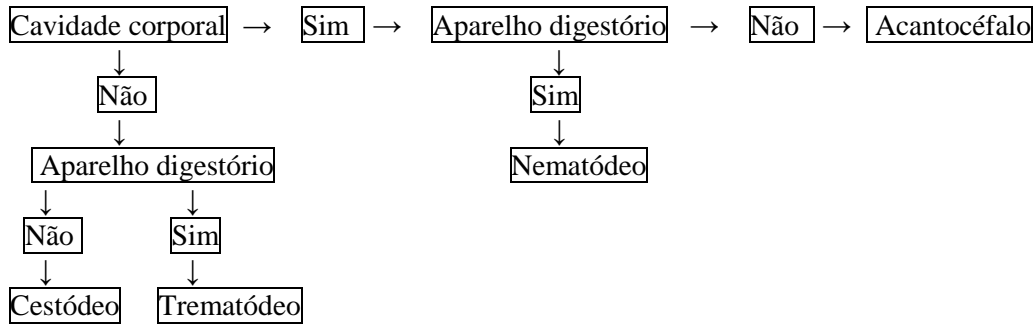 Cavidade corporal → Sim → Aparelho digestório → Não → Acantocéfalo
↓ ↓
Não Sim
↓ ↓
Aparelho digestório Nematódeo
↓ ↓
Não Sim
↓ ↓
Cestódeo Trematódeo